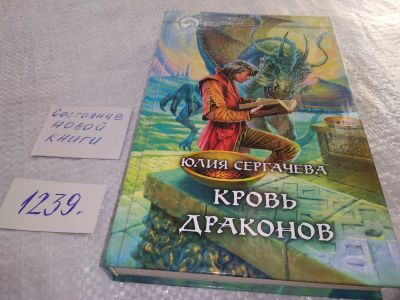 Состояние
новой
книги
1239.
ЮЛИЯ СЕРГАЧЕВА
КРОВЬ
ДРАКОНОВ